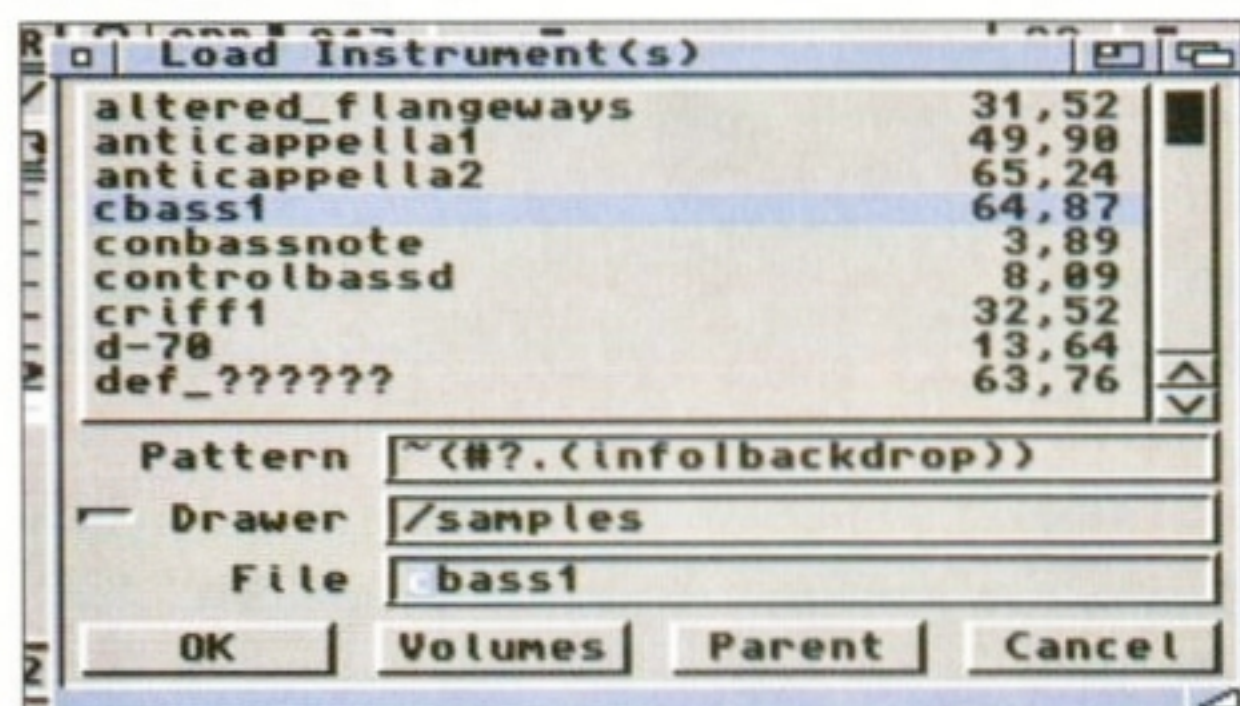 Load Instrument(s)
altered_flangeways 31,52
anticappella1 49,90
anticappella2 65,24
cbass1 64,87
conbassnote 3,89
controlbassd 8,09
criff1 32,52
d-70 13,64
def_?????? 63,76
Pattern ~(#?.(info|backdrop))
Drawer /samples
File cbass1
OK Volumes Parent Cancel